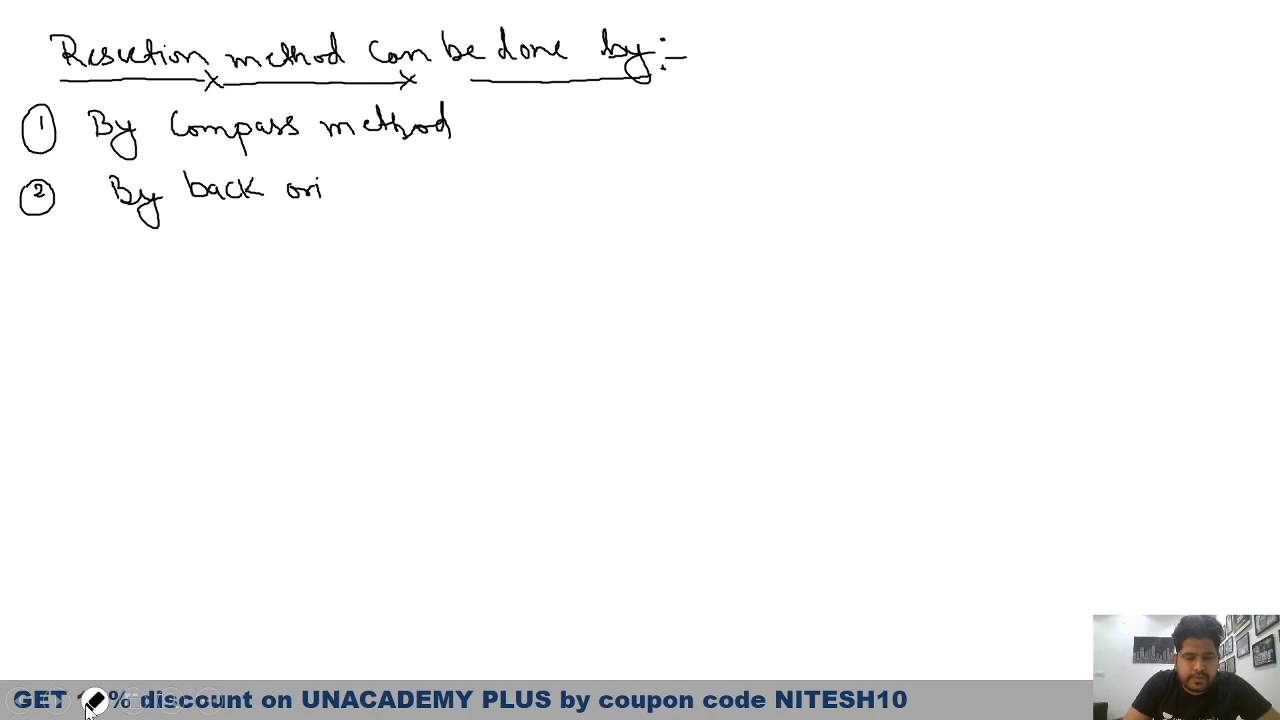 Resection method can be done by:-
① By Compass method
② By back ori
GET 1 % discount on UNACADEMY PLUS by coupon code NITESH10